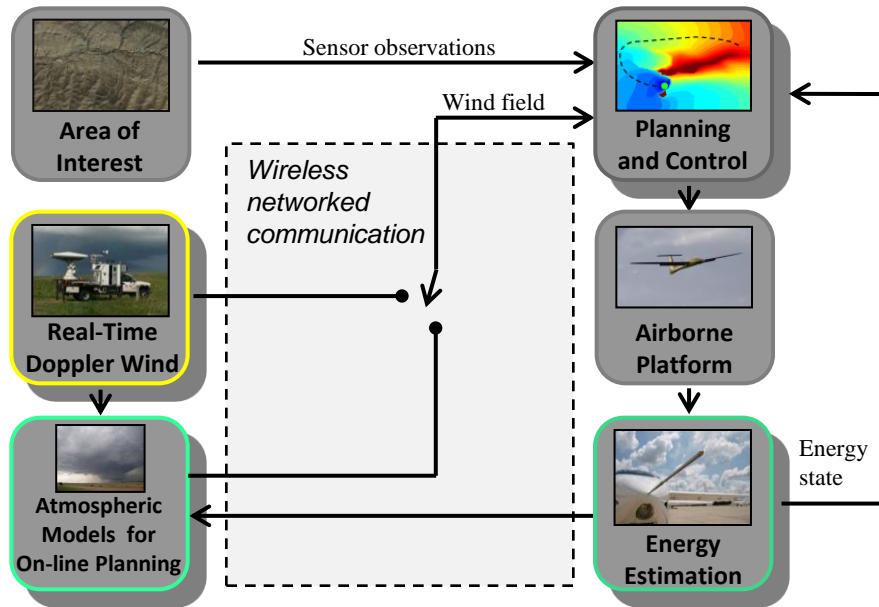 Sensor observations
Area of
Interest
Wind field
Planning
and Control
Wireless
networked
communication
Real-Time
Doppler Wind
Airborne
Platform
Atmospheric
Models for
On-line Planning
Energy
Estimation
Energy
state